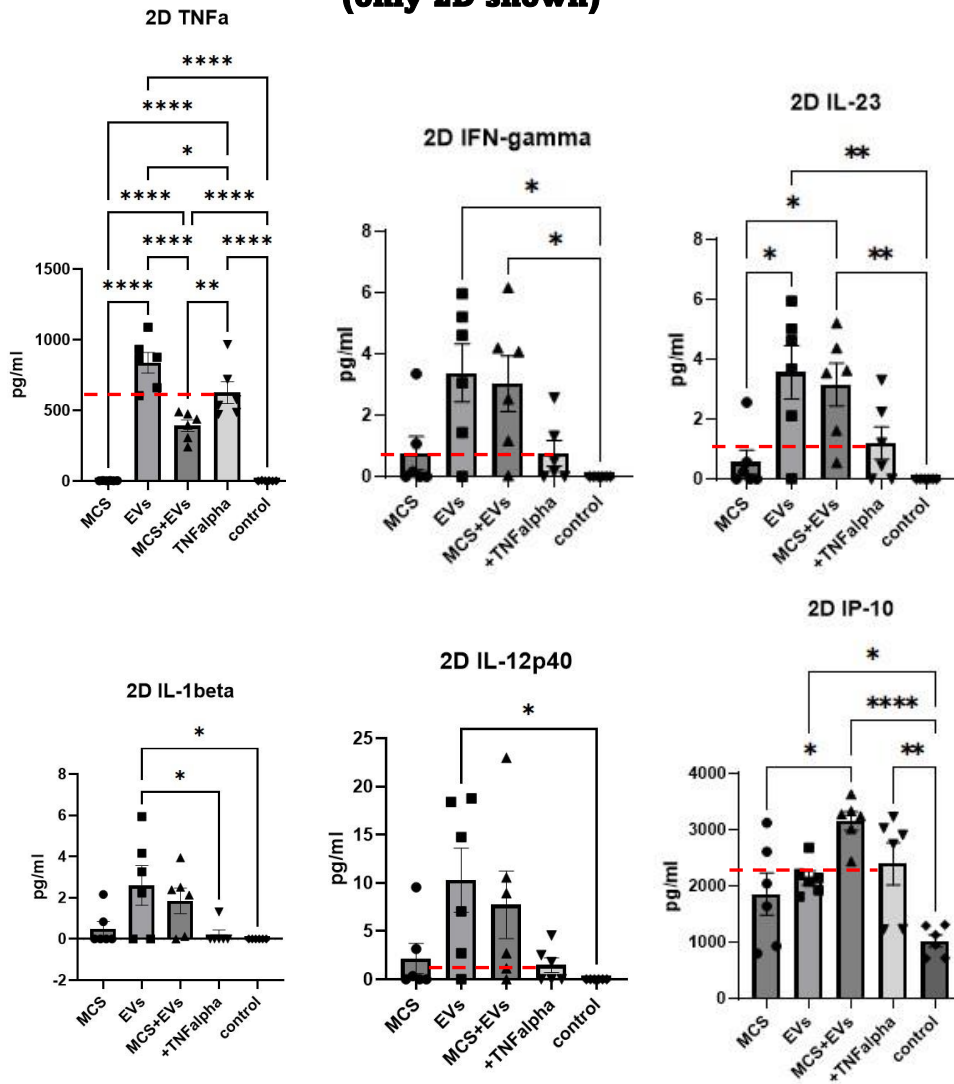 (only 2D shown)
2D TNFa
****
****
*
**** ****
**** ****
**** **
1500
1000
500
0
pg/ml
MCS EVs MCS+EVs TNFalpha control
2D IFN-gamma
*
*
8
6
4
2
0
pg/ml
MCS EVs MCS+EVs +TNFalpha control
2D IL-23
**
*
* **
8
6
4
2
0
pg/ml
MCS EVs MCS+EVs +TNFalpha control
2D IL-1beta
*
*
8
6
4
2
0
-2
pg/ml
MCS EVs MCS+EVs +TNFalpha control
2D IL-12p40
*
25
20
15
10
5
0
pg/ml
MCS EVs MCS+EVs +TNFalpha control
2D IP-10
*
****
* **
4000
3000
2000
1000
0
pg/ml
MCS EVs MCS+EVs +TNFalpha control